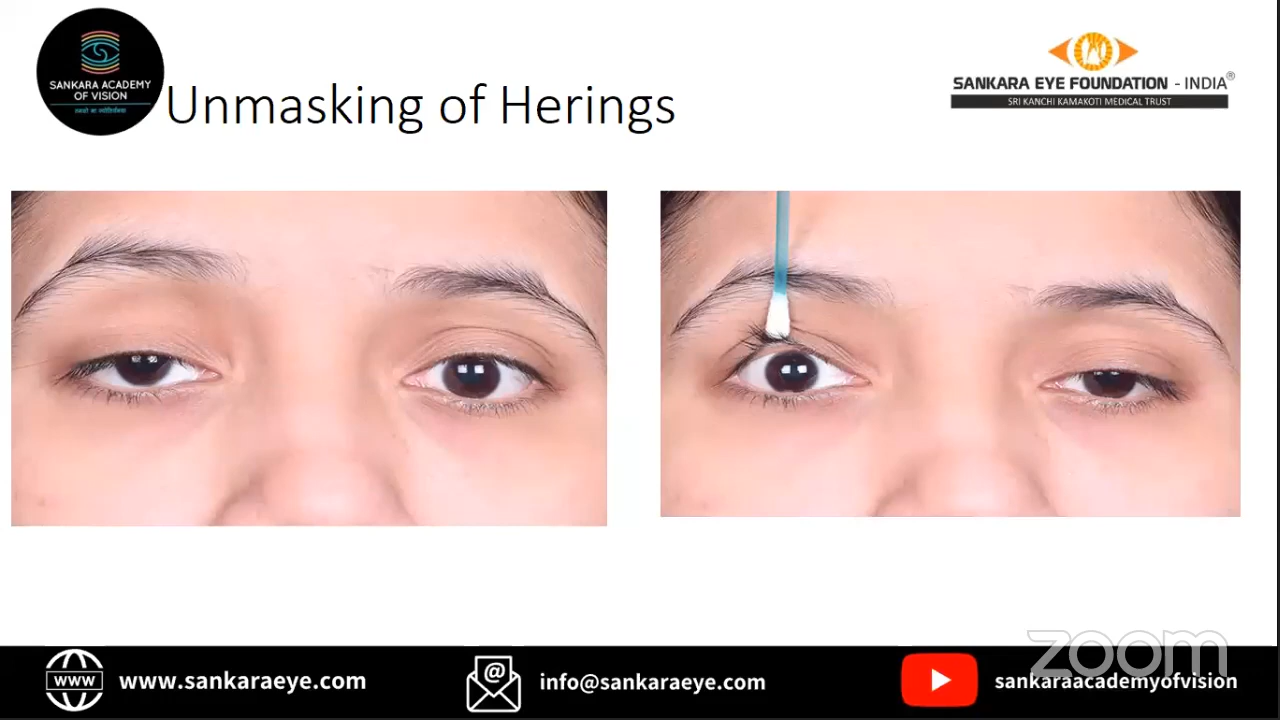 SANKARA ACADEMY
OF VISION
Unmasking of Herings
SANKARA EYE FOUNDATION - INDIA®
SRI KANCHI KAMAKOTI MEDICAL TRUST
zoom
www www.sankaraeye.com
@ info@sankaraeye.com
sankaraacademyofvision